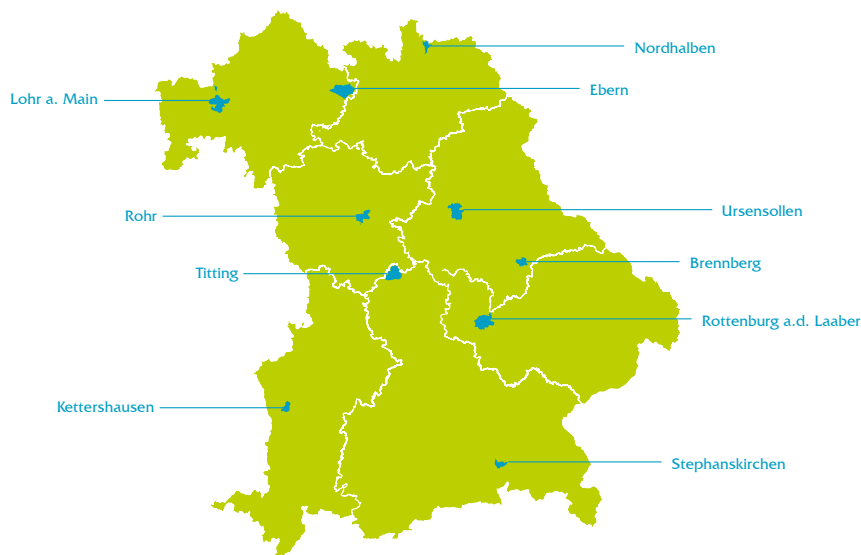 Nordhalben
Ebern
Lohr a. Main
Rohr
Ursensollen
Brennberg
Titting
Rottenburg a.d. Laaber
Kettershausen
Stephanskirchen